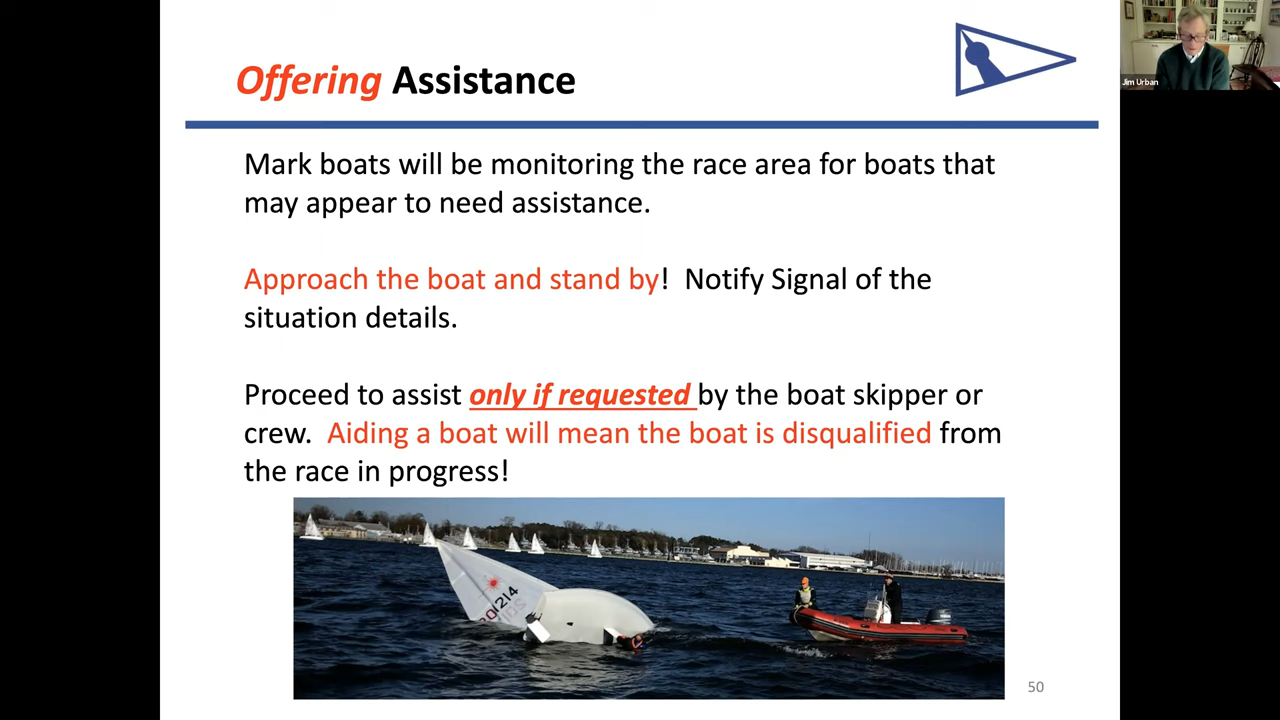 Offering Assistance
Jim Urban
Mark boats will be monitoring the race area for boats that
may appear to need assistance.
Approach the boat and stand by!  Notify Signal of the
situation details.
Proceed to assist only if requested by the boat skipper or
crew.  Aiding a boat will mean the boat is disqualified from
the race in progress!
50